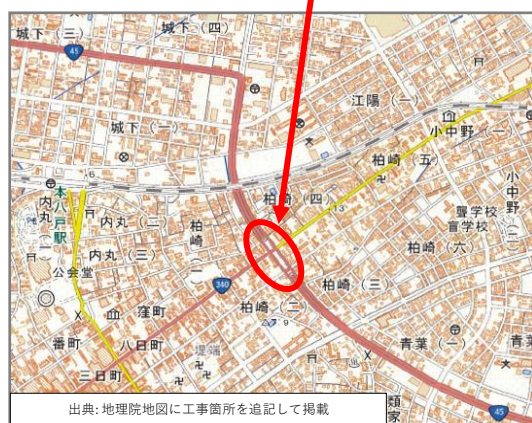 城下（三）
城下（四）
45
江陽（一）
小中野（一）
城下（一）
柏崎（五）
小中野
聾学校
盲学校
本八戸駅
内丸
内丸（二）
柏崎（四）
13
柏崎（六）
公会堂
内丸（三）
柏崎（一）
340
柏崎（三）
窪町
柏崎（二）
9
番町
八日町
堤端
青葉（一）
三日町
類家
45
出典: 地理院地図に工事箇所を追記して掲載